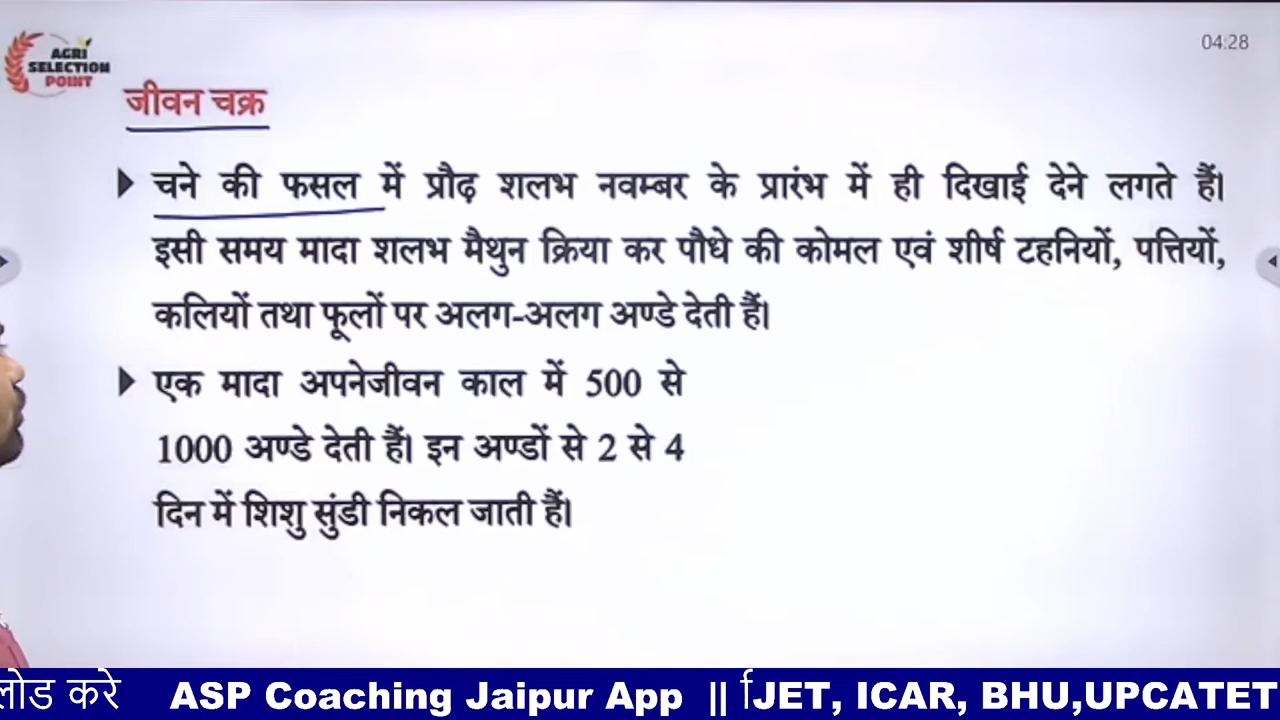 AGRI
SELECTION
POINT
04:28
जीवन चक्र
चने की फसल में प्रौढ़ शलभ नवम्बर के प्रारंभ में ही दिखाई देने लगते हैं।
इसी समय मादा शलभ मैथुन क्रिया कर पौधे की कोमल एवं शीर्ष टहनियों, पत्तियों,
कलियों तथा फूलों पर अलग-अलग अण्डे देती हैं।
एक मादा अपनेजीवन काल में 500 से
1000 अण्डे देती हैं। इन अण्डों से 2 से 4
दिन में शिशु सुंडी निकल जाती हैं।
करे ASP Coaching Jaipur App || JET, ICAR, BHU,UPCATET